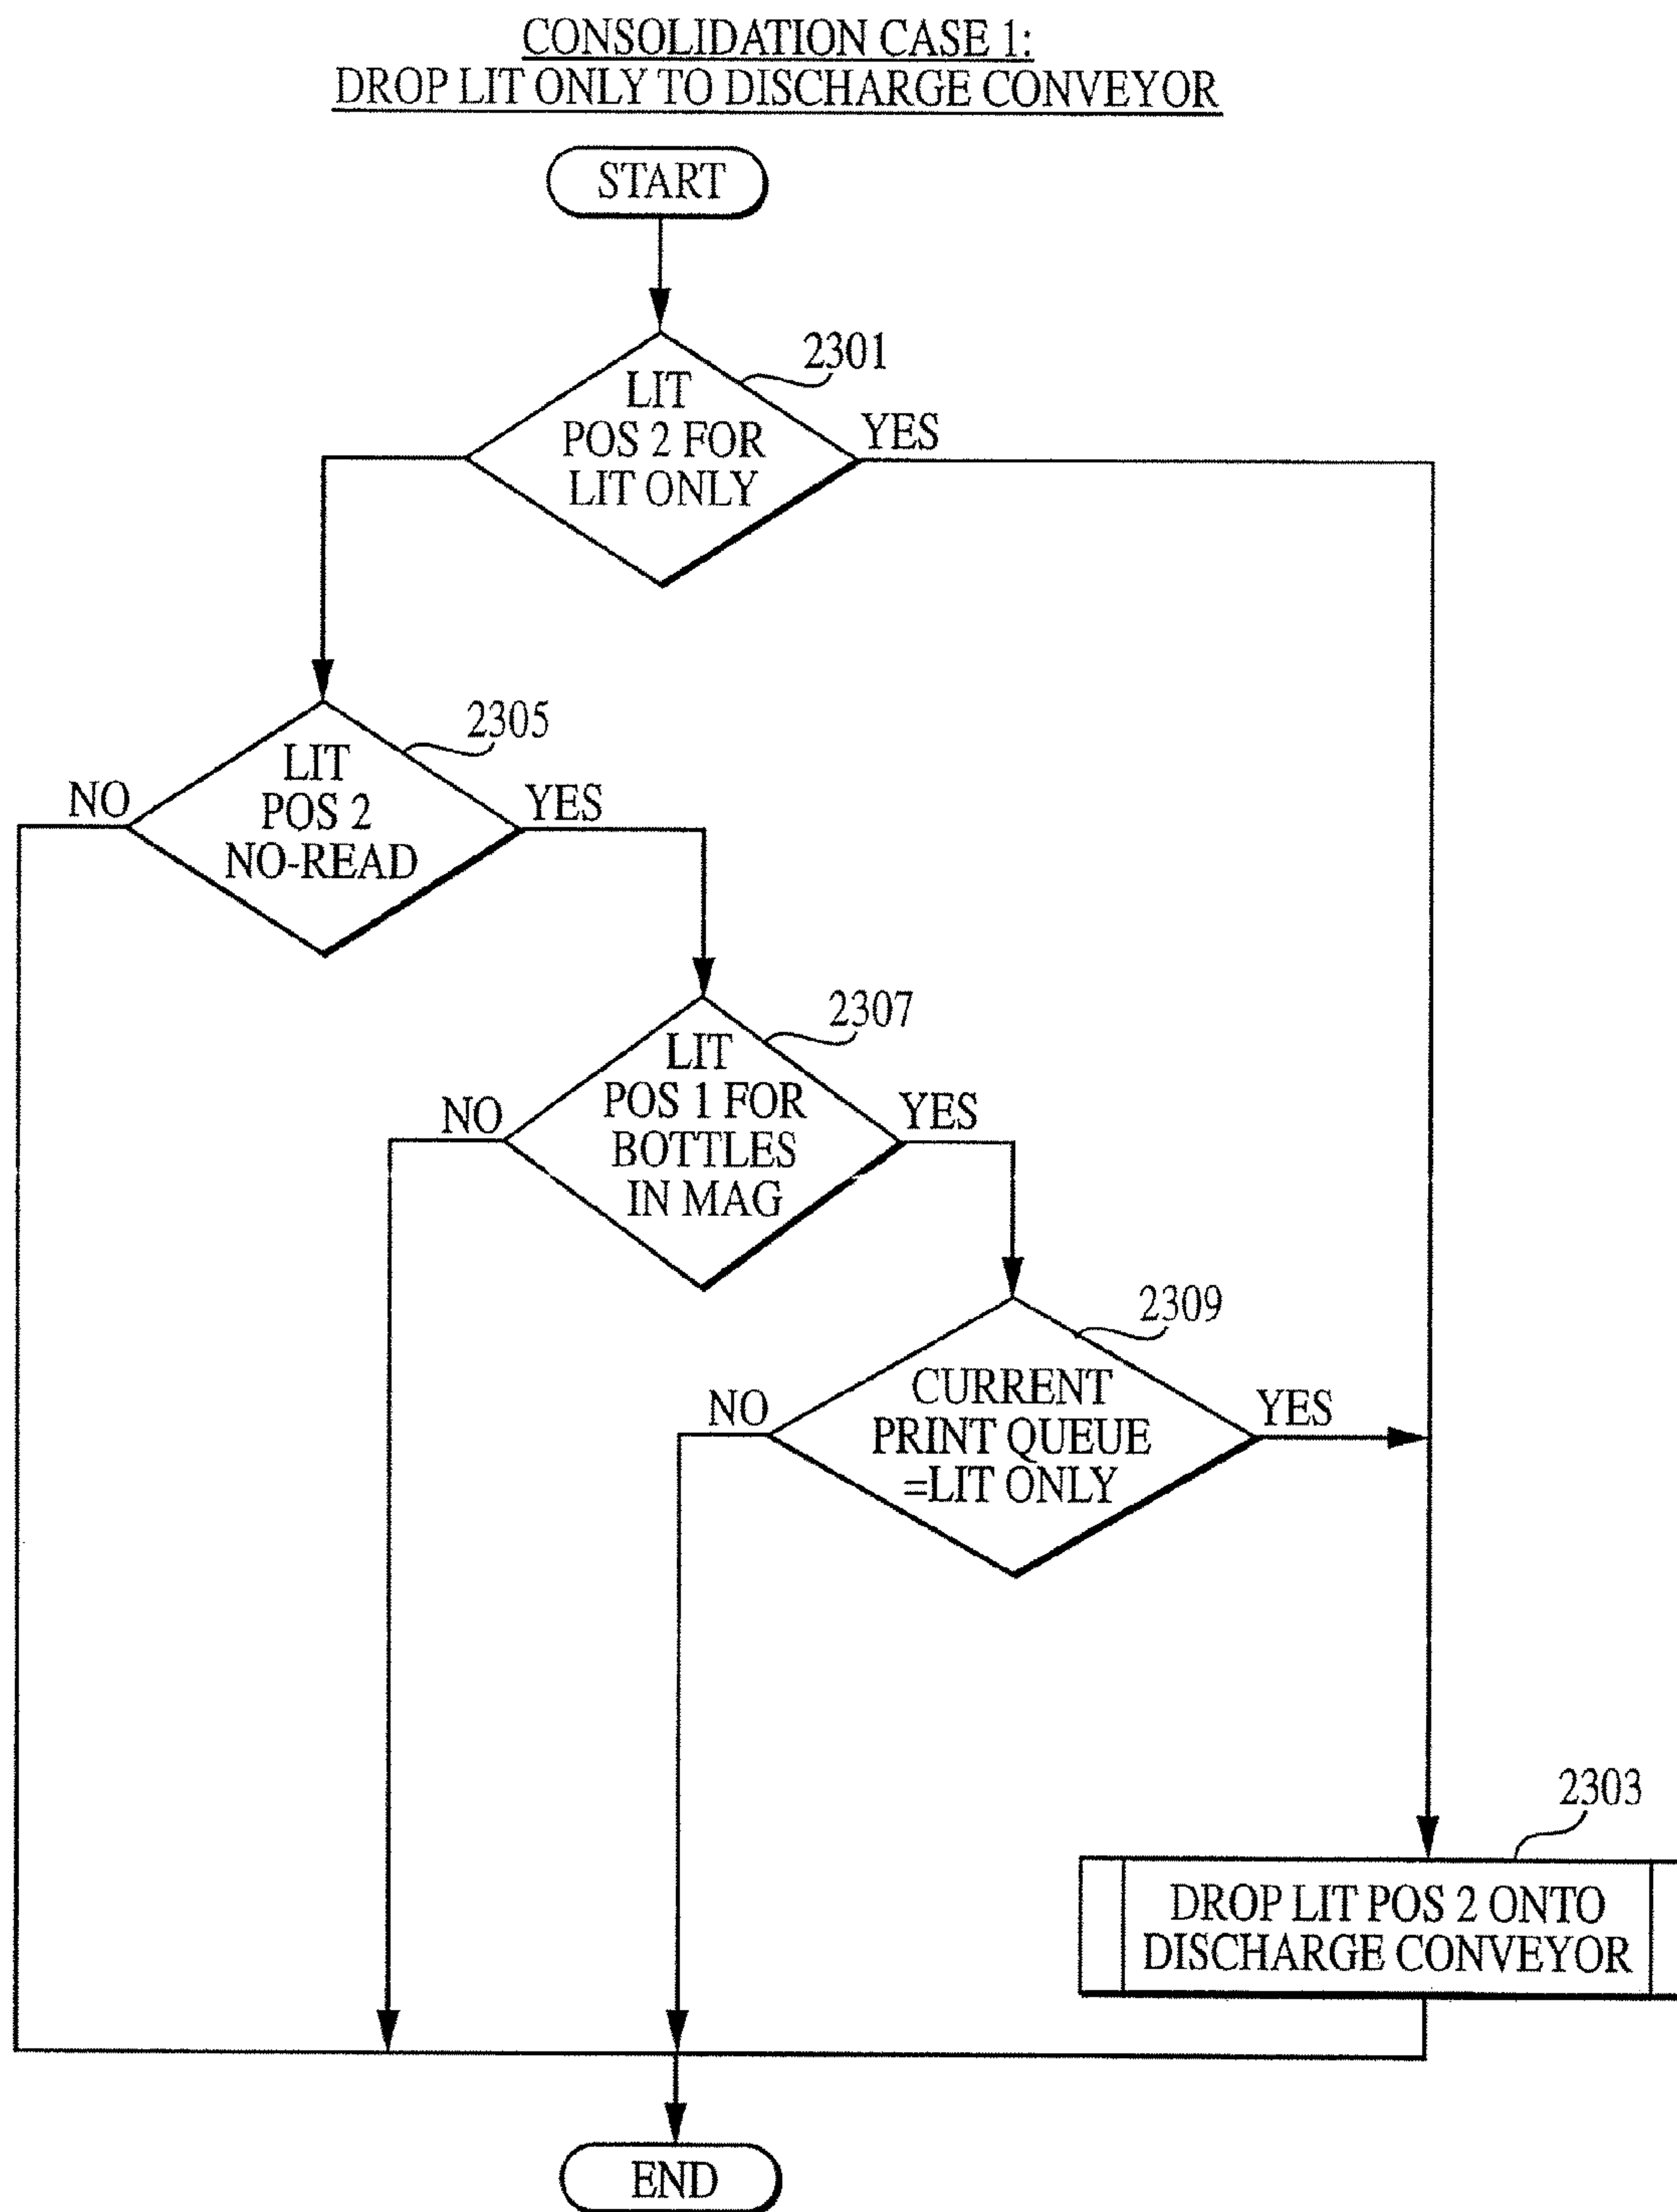 CONSOLIDATION CASE 1:
DROP LIT ONLY TO DISCHARGE CONVEYOR
START
2301
LIT
POS 2 FOR
LIT ONLY
YES
2305
LIT
POS 2
NO-READ
NO
YES
2307
LIT
POS 1 FOR
BOTTLES
IN MAG
NO
YES
2309
CURRENT
PRINT QUEUE
=LIT ONLY
NO
YES
2303
DROP LIT POS 2 ONTO
DISCHARGE CONVEYOR
END